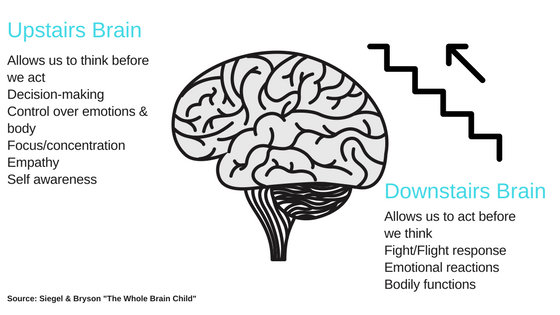 Upstairs Brain
Allows us to think before
we act
Decision-making
Control over emotions &
body
Focus/concentration
Empathy
Self awareness
Downstairs Brain
Allows us to act before
we think
Fight/Flight response
Emotional reactions
Bodily functions
Source: Siegel & Bryson "The Whole Brain Child"